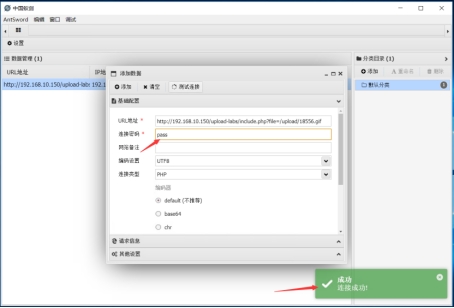 中国蚁剑
AntSword 编辑 窗口 调试
设置
数据管理 (1)
URL地址 IP地
http://192.168.10.150/upload-labs 192.1
分类目录 (1)
添加 重命名 删除
默认分类 1
添加数据
添加 清空 测试连接
基础配置
URL地址 *
http://192.168.10.150/upload-labs/include.php?file=/upload/18556.gif
连接密码 *
pass
网站备注
编码设置
UTF8
连接类型
PHP
编码器
default (不推荐)
base64
chr
请求信息
其他设置
成功
连接成功!